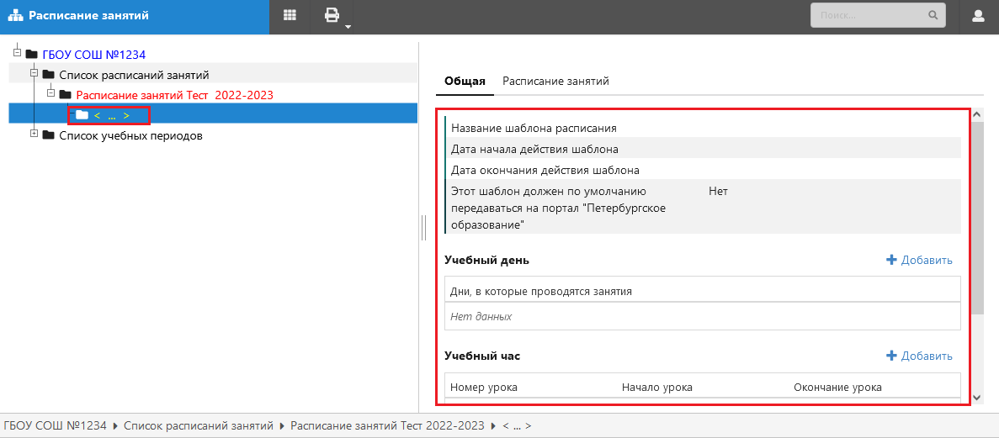 Расписание занятий
Поиск...
ГБОУ СОШ №1234
Список расписаний занятий
Расписание занятий Тест 2022-2023
< ... >
Список учебных периодов
Общая Расписание занятий
Название шаблона расписания
Дата начала действия шаблона
Дата окончания действия шаблона
Этот шаблон должен по умолчанию Нет
передаваться на портал "Петербургское
образование"
Учебный день Добавить
Дни, в которые проводятся занятия
Нет данных
Учебный час Добавить
Номер урока Начало урока Окончание урока
ГБОУ СОШ №1234 Список расписаний занятий Расписание занятий Тест 2022-2023 < ... >